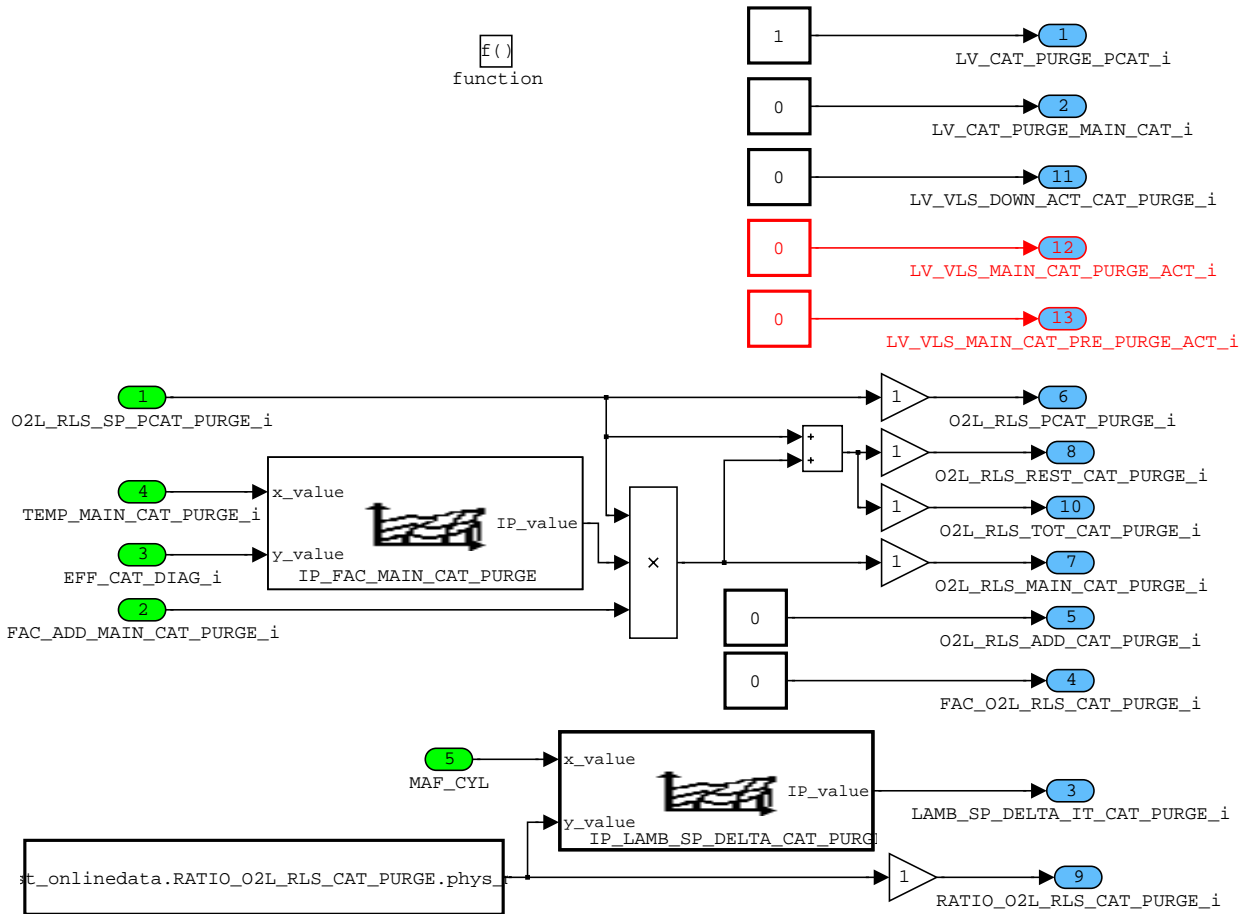 1
1
LV_CAT_PURGE_PCAT_i
f()
function
0
2
LV_CAT_PURGE_MAIN_CAT_i
0
11
LV_VLS_DOWN_ACT_CAT_PURGE_i
0
12
LV_VLS_MAIN_CAT_PURGE_ACT_i
0
13
LV_VLS_MAIN_CAT_PRE_PURGE_ACT_i
1
O2L_RLS_SP_PCAT_PURGE_i
1
6
O2L_RLS_PCAT_PURGE_i
+
+
1
8
O2L_RLS_REST_CAT_PURGE_i
4
TEMP_MAIN_CAT_PURGE_i
x_value
IP_value
y_value
IP_FAC_MAIN_CAT_PURGE
1
10
O2L_RLS_TOT_CAT_PURGE_i
3
EFF_CAT_DIAG_i
×
1
7
O2L_RLS_MAIN_CAT_PURGE_i
2
FAC_ADD_MAIN_CAT_PURGE_i
0
5
O2L_RLS_ADD_CAT_PURGE_i
0
4
FAC_O2L_RLS_CAT_PURGE_i
5
MAF_CYL
x_value
IP_value
y_value
IP_LAMB_SP_DELTA_CAT_PURG
3
LAMB_SP_DELTA_IT_CAT_PURGE_i
t_onlinedata.RATIO_O2L_RLS_CAT_PURGE.phys_
1
9
RATIO_O2L_RLS_CAT_PURGE_i